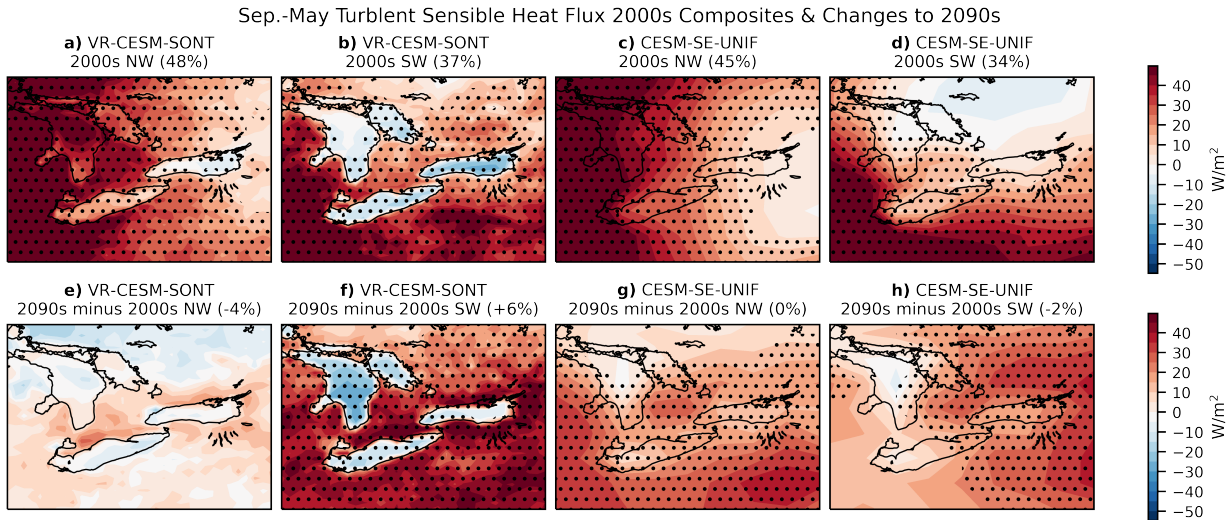 Sep.-May Turblent Sensible Heat Flux 2000s Composites & Changes to 2090s
a) VR-CESM-SONT
2000s NW (48%)
b) VR-CESM-SONT
2000s SW (37%)
c) CESM-SE-UNIF
2000s NW (45%)
d) CESM-SE-UNIF
2000s SW (34%)
40
30
20
10
0
−10
−20
−30
−40
−50
W/m²
e) VR-CESM-SONT
2090s minus 2000s NW (-4%)
f) VR-CESM-SONT
2090s minus 2000s SW (+6%)
g) CESM-SE-UNIF
2090s minus 2000s NW (0%)
h) CESM-SE-UNIF
2090s minus 2000s SW (-2%)
40
30
20
10
0
−10
−20
−30
−40
−50
W/m²